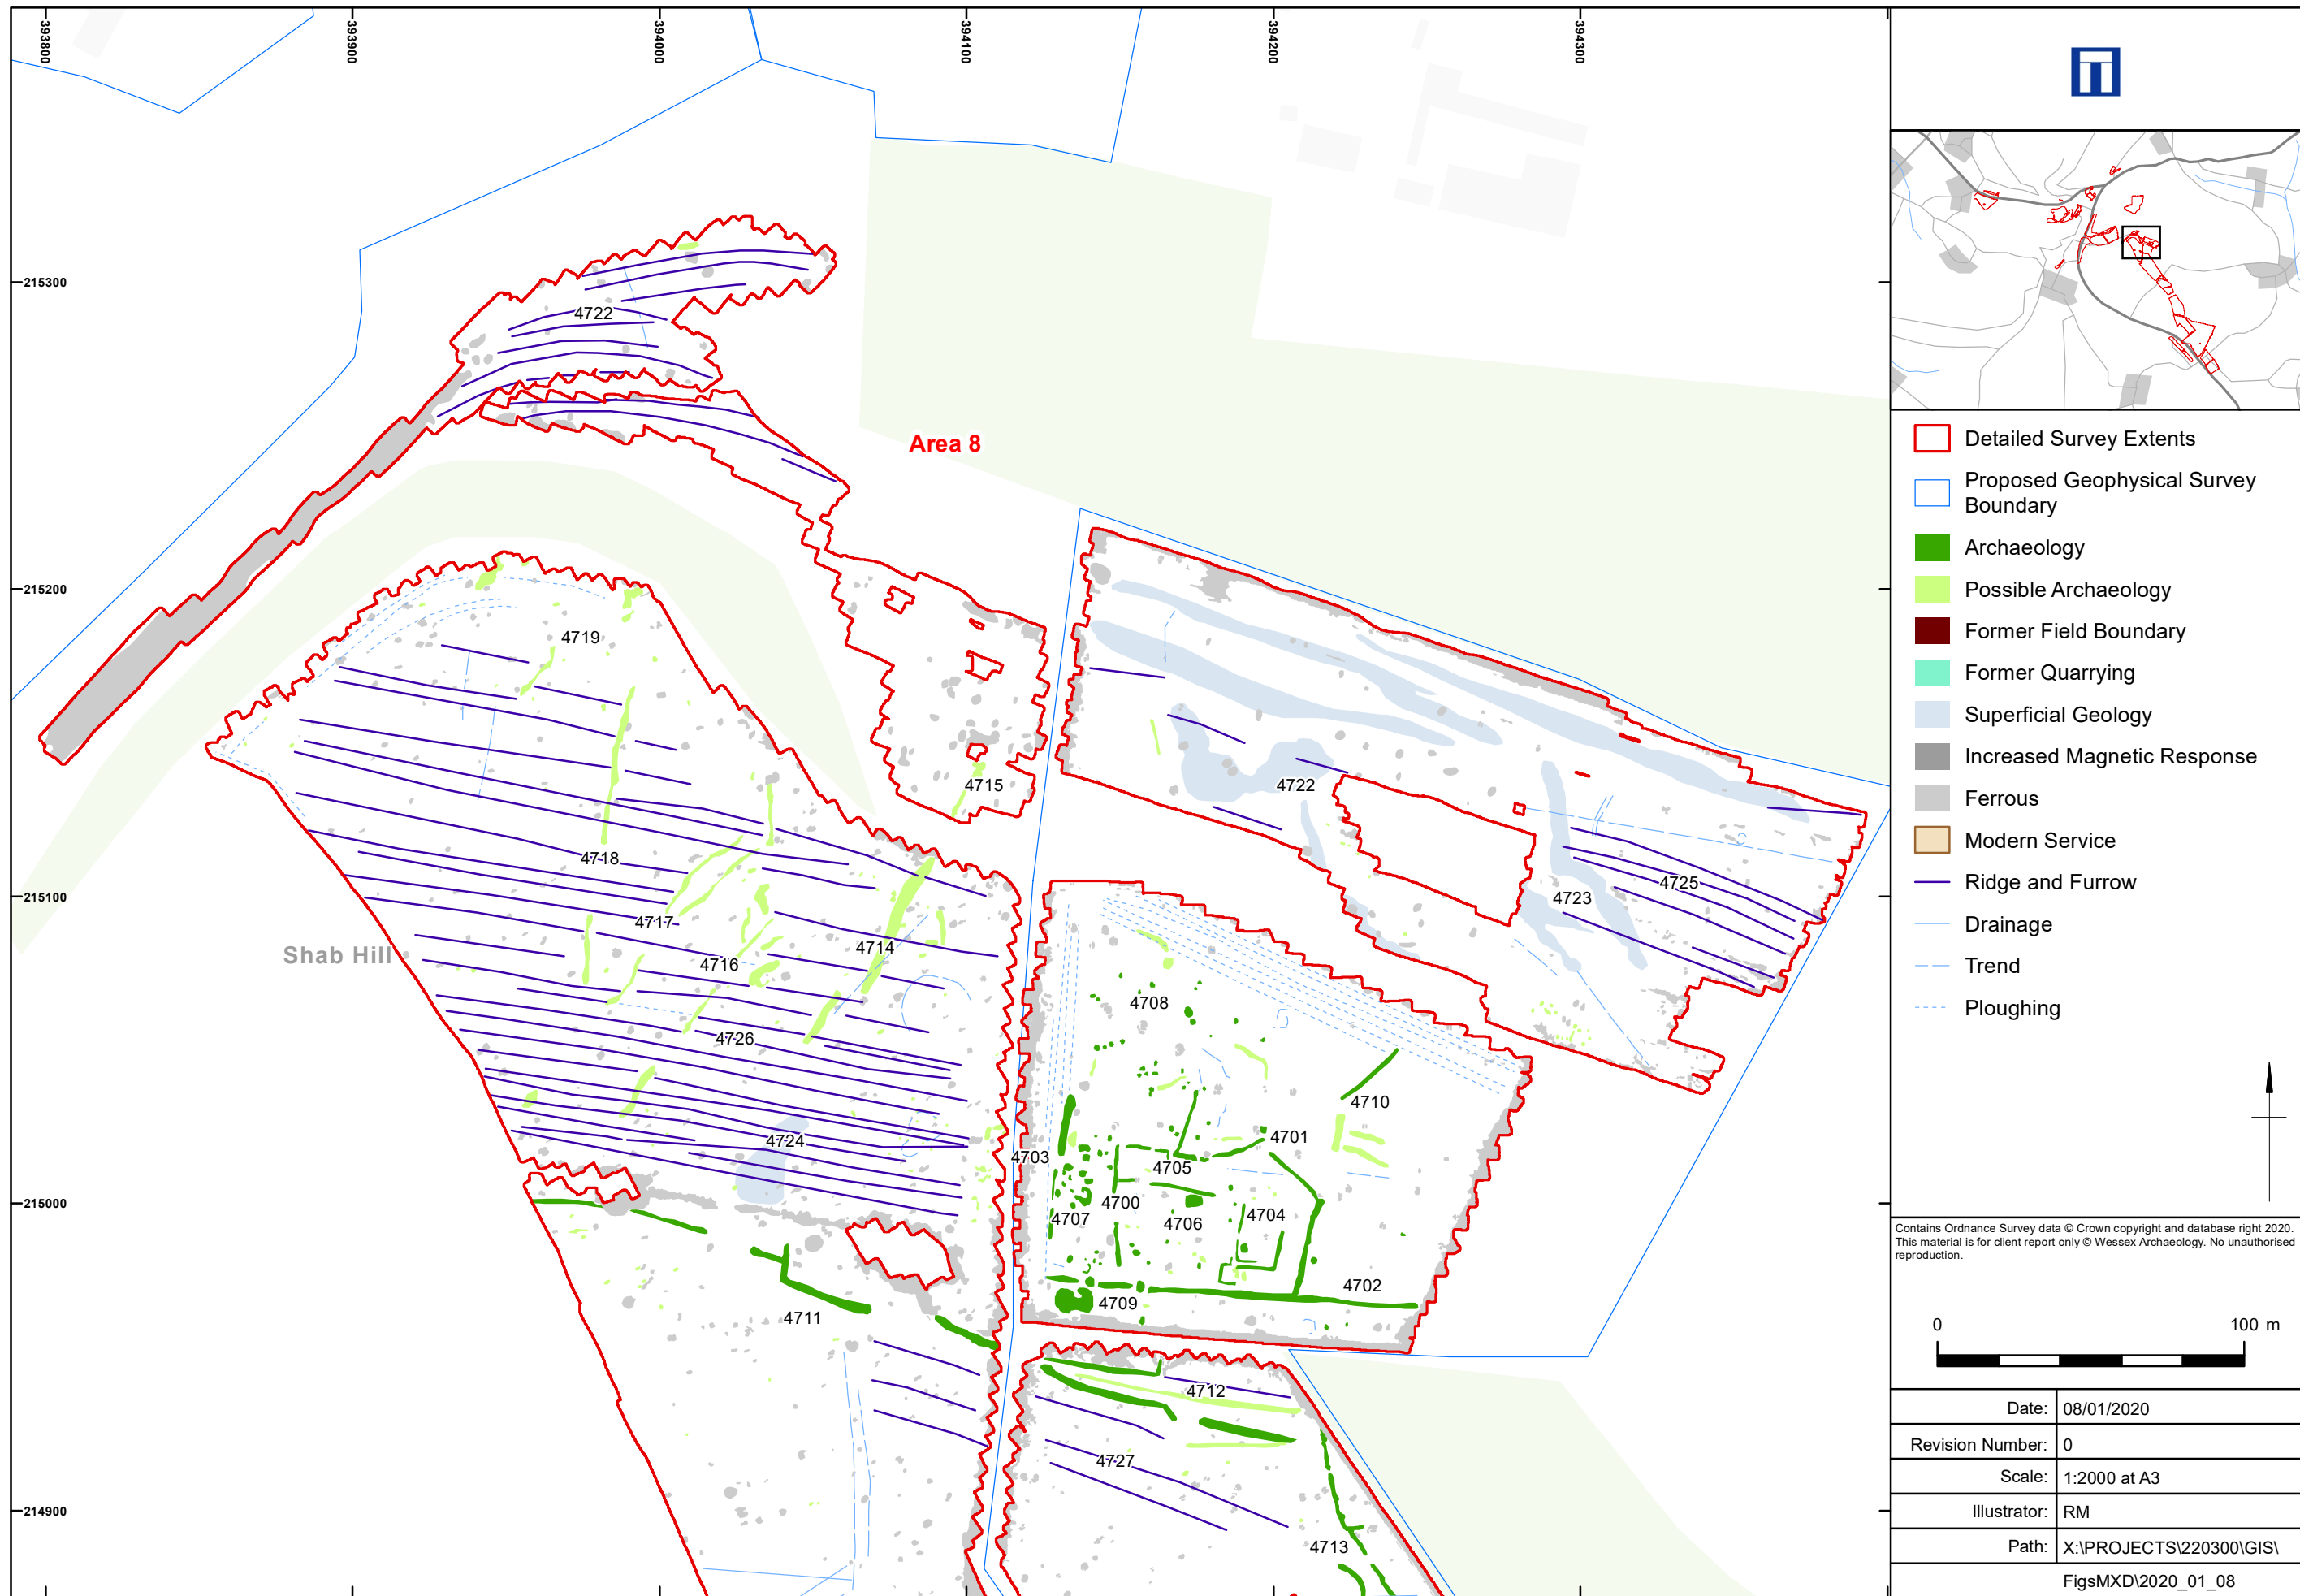 393800
393900
394000
394100
394200
394300
215300
215200
215100
215000
214900
Area 8
Shab Hill
4722
4719
4715
4722
4718
4725
4723
4717
4714
4716
4708
4726
4710
4724
4701
4703
4705
4700
4704
4707
4706
4702
4709
4711
4712
4727
4713
Detailed Survey Extents
Proposed Geophysical Survey
Boundary
Archaeology
Possible Archaeology
Former Field Boundary
Former Quarrying
Superficial Geology
Increased Magnetic Response
Ferrous
Modern Service
Ridge and Furrow
Drainage
Trend
Ploughing
Contains Ordnance Survey data © Crown copyright and database right 2020.
This material is for client report only © Wessex Archaeology. No unauthorised
reproduction.
0 100 m
Date: 08/01/2020
Revision Number: 0
Scale: 1:2000 at A3
Illustrator: RM
Path: X:\PROJECTS\220300\GIS\
FigsMXD\2020_01_08